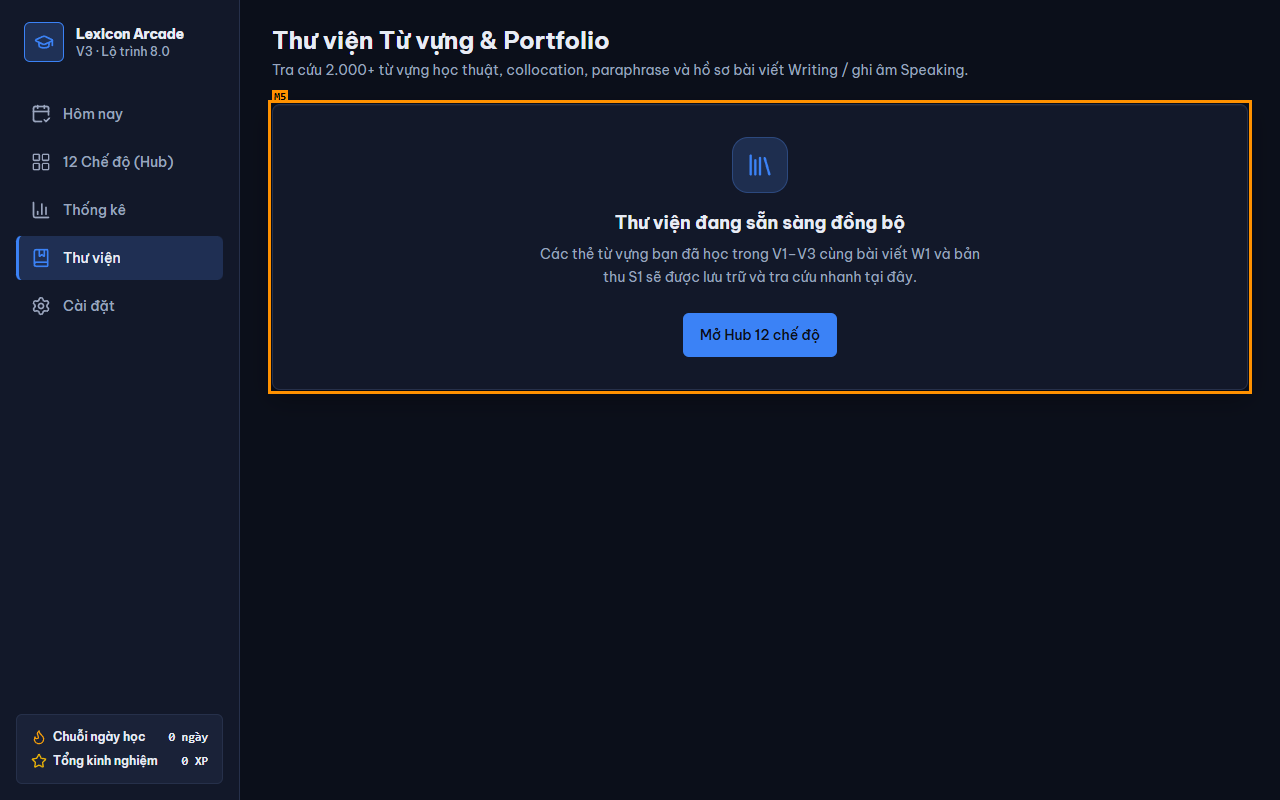 Lexicon Arcade
V3 · Lộ trình 8.0
Hôm nay
12 Chế độ (Hub)
Thống kê
Thư viện
Cài đặt
Chuỗi ngày học 0 ngày
Tổng kinh nghiệm 0 XP
Thư viện Từ vựng & Portfolio
Tra cứu 2.000+ từ vựng học thuật, collocation, paraphrase và hồ sơ bài viết Writing / ghi âm Speaking.
M5
Thư viện đang sẵn sàng đồng bộ
Các thẻ từ vựng bạn đã học trong V1–V3 cùng bài viết W1 và bản
thu S1 sẽ được lưu trữ và tra cứu nhanh tại đây.
Mở Hub 12 chế độ